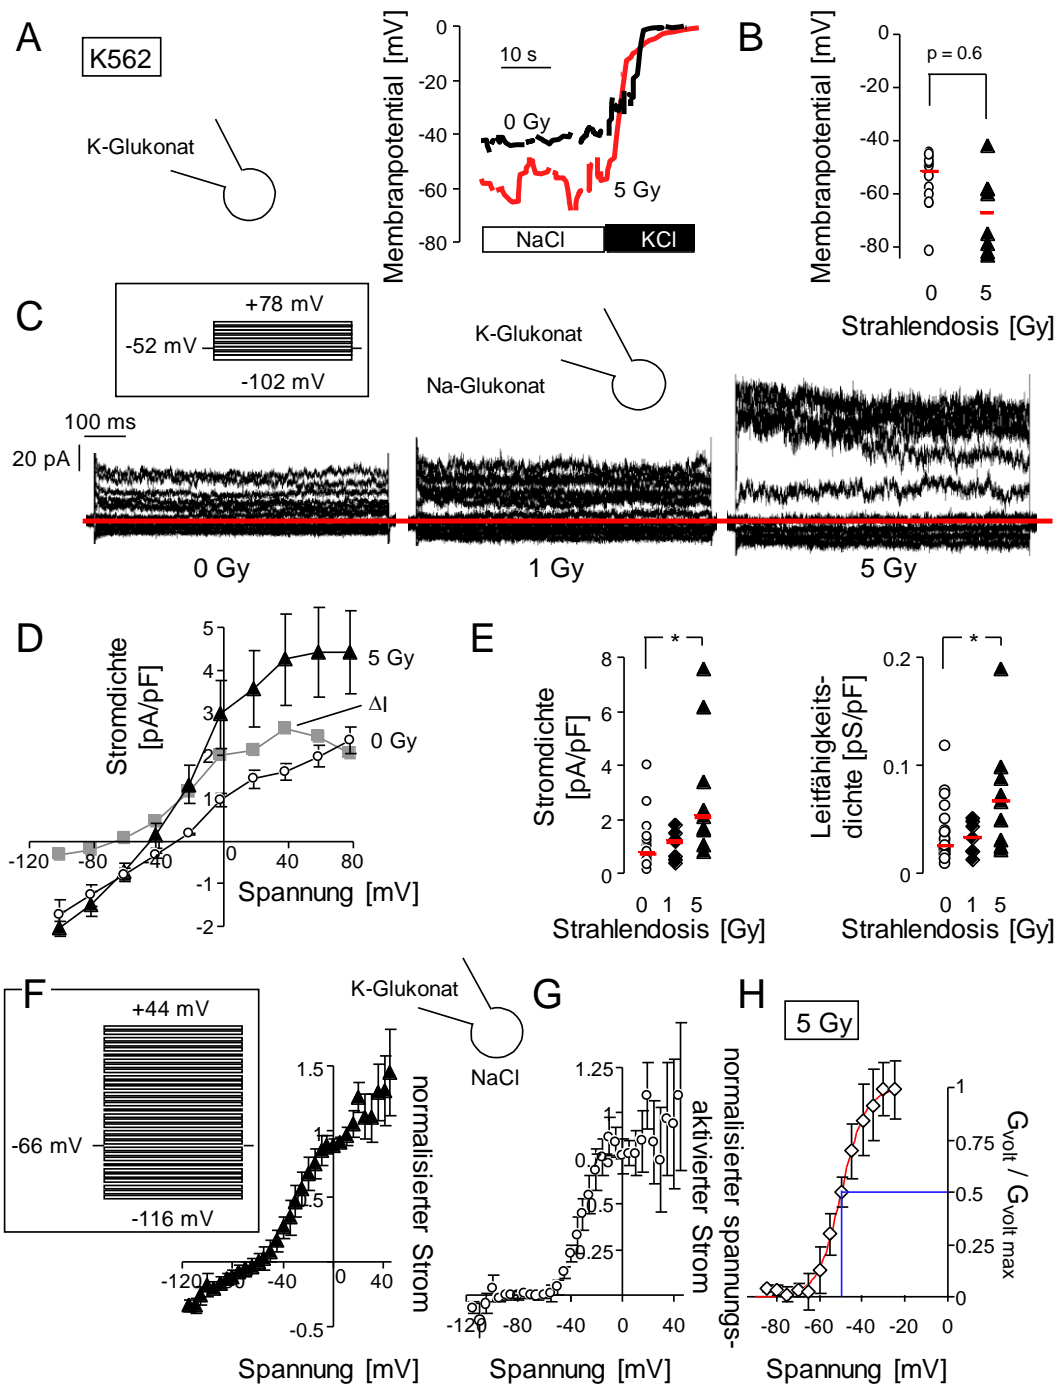 A
K562
K-Glukonat
Membranpotential [mV]
0
-20
-40
-60
-80
10 s
0 Gy
5 Gy
NaCl
KCl
B
Membranpotential [mV]
0
-20
-40
-60
-80
p = 0.6
0
5
Strahlendosis [Gy]
C
+78 mV
-52 mV
-102 mV
K-Glukonat
Na-Glukonat
100 ms
20 pA
0 Gy
1 Gy
5 Gy
D
Stromdichte
[pA/pF]
5
4
3
2
1
-1
-2
-120
-80
-40
0
40
80
5 Gy
ΔI
0 Gy
Spannung [mV]
E
*
Stromdichte
[pA/pF]
8
6
4
2
0
0
1
5
Strahlendosis [Gy]
*
Leitfähigkeits-
dichte [pS/pF]
0.2
0.1
0
0
1
5
Strahlendosis [Gy]
F
+44 mV
-66 mV
-116 mV
K-Glukonat
NaCl
1.5
1
0.5
-0.5
-120
-80
-40
0
40
normalisierter Strom
Spannung [mV]
G
1.25
1
0.75
0.5
0.25
-120
-80
-40
0
40
normalisierter spannungs-
aktivierter Strom
Spannung [mV]
H
5 Gy
1
0.75
0.5
0.25
0
-80
-60
-40
-20
0
Gvolt / Gvolt max
Spannung [mV]